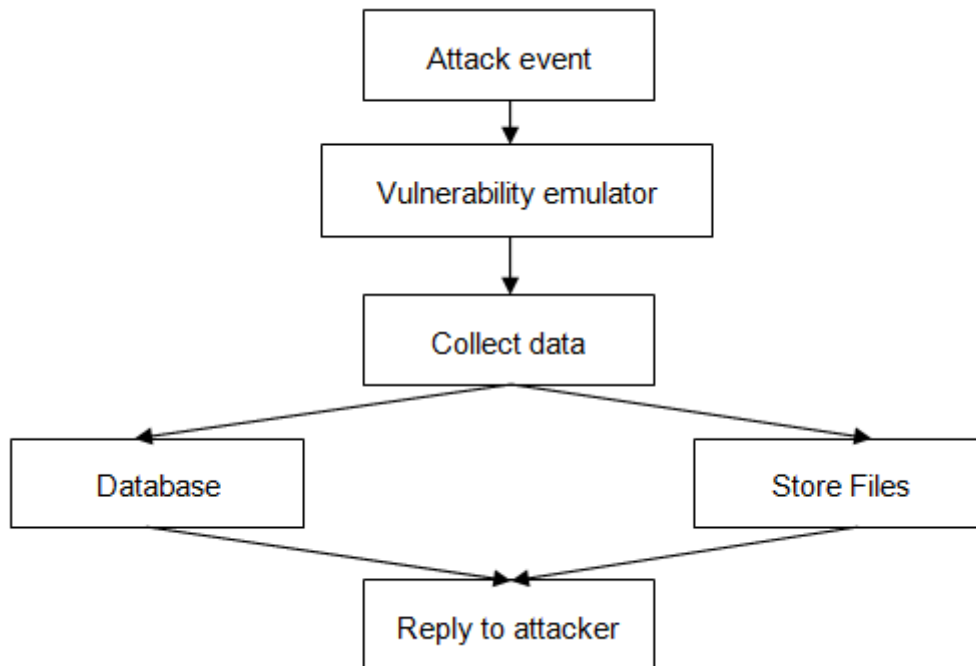 Attack event
Vulnerability emulator
Collect data
Database
Store Files
Reply to attacker